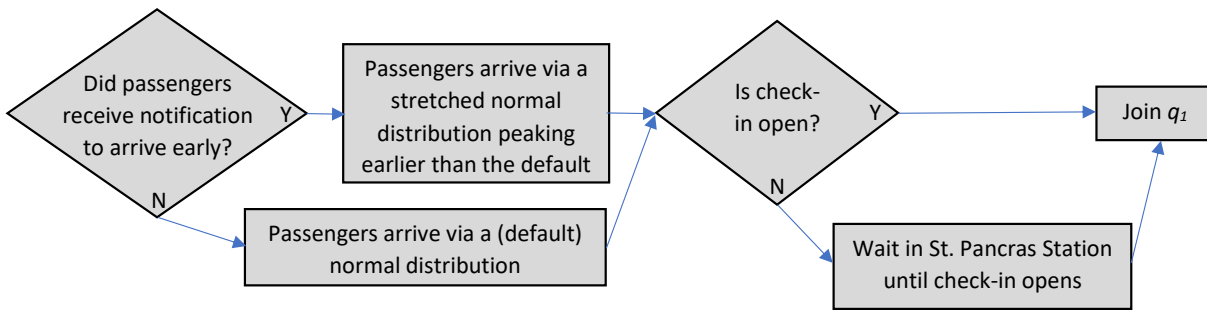 Did passengers
receive notification
to arrive early?
Y
N
Passengers arrive via a
stretched normal
distribution peaking
earlier than the default
Passengers arrive via a (default)
normal distribution
Is check-
in open?
Y
N
Wait in St. Pancras Station
until check-in opens
Join q₁